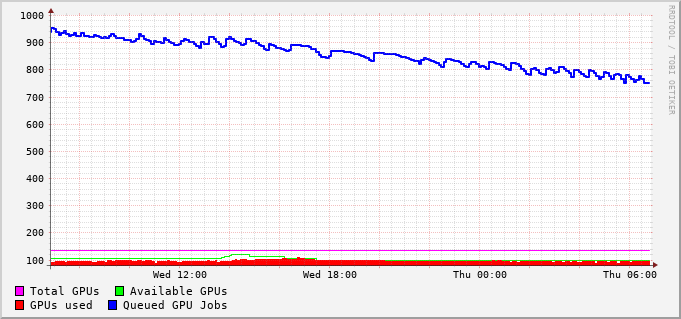 1000
900
800
700
600
500
400
300
200
100
Wed 12:00 Wed 18:00 Thu 00:00 Thu 06:00
Total GPUs Available GPUs
GPUs used Queued GPU Jobs
RRDTOOL / TOBI OETIKER